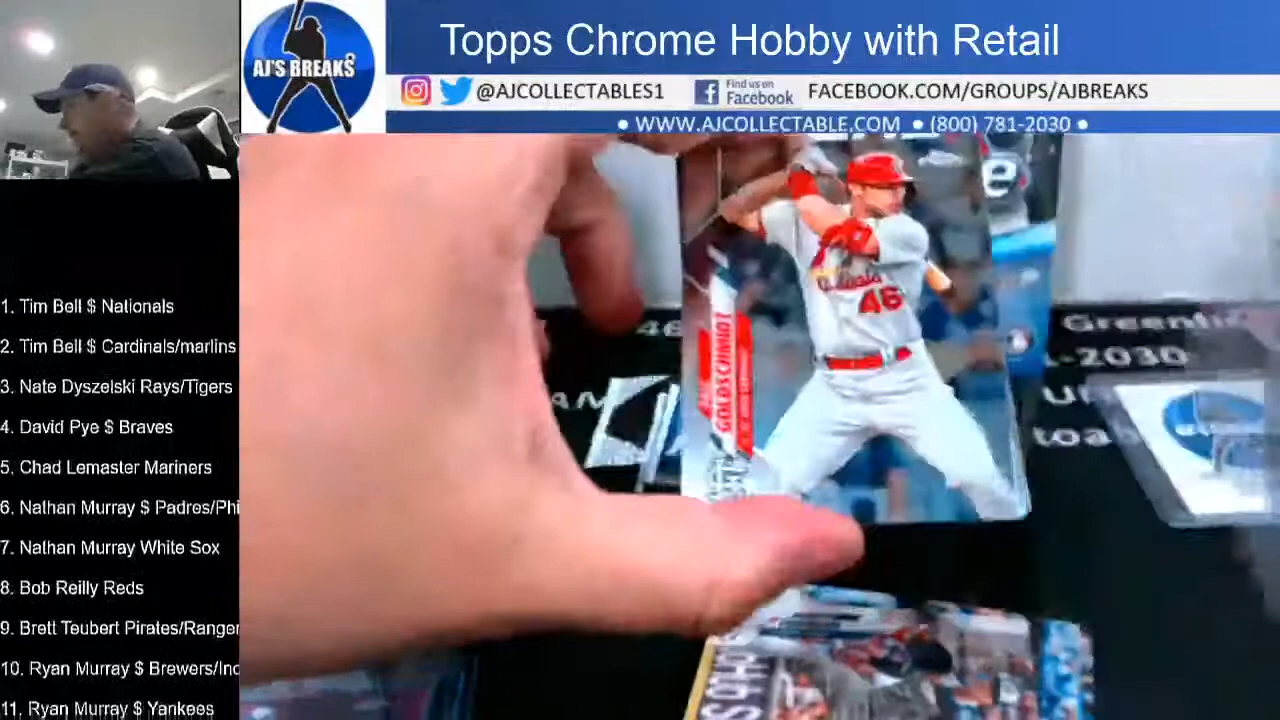 Topps Chrome Hobby with Retail
AJ'S BREAKS
@AJCOLLECTABLES1
Find us on
Facebook
FACEBOOK.COM/GROUPS/AJBREAKS
• WWW.AJCOLLECTABLE.COM • (800) 781-2030 •
Cardinals
46
GOLDSCHMIDT
-2030
1. Tim Bell $ Nationals
2. Tim Bell $ Cardinals/marlins
3. Nate Dyszelski Rays/Tigers
4. David Pye $ Braves
5. Chad Lemaster Mariners
6. Nathan Murray $ Padres/Phi
7. Nathan Murray White Sox
8. Bob Reilly Reds
9. Brett Teubert Pirates/Ranger
10. Ryan Murray $ Brewers/Ind
11. Ryan Murray $ Yankees